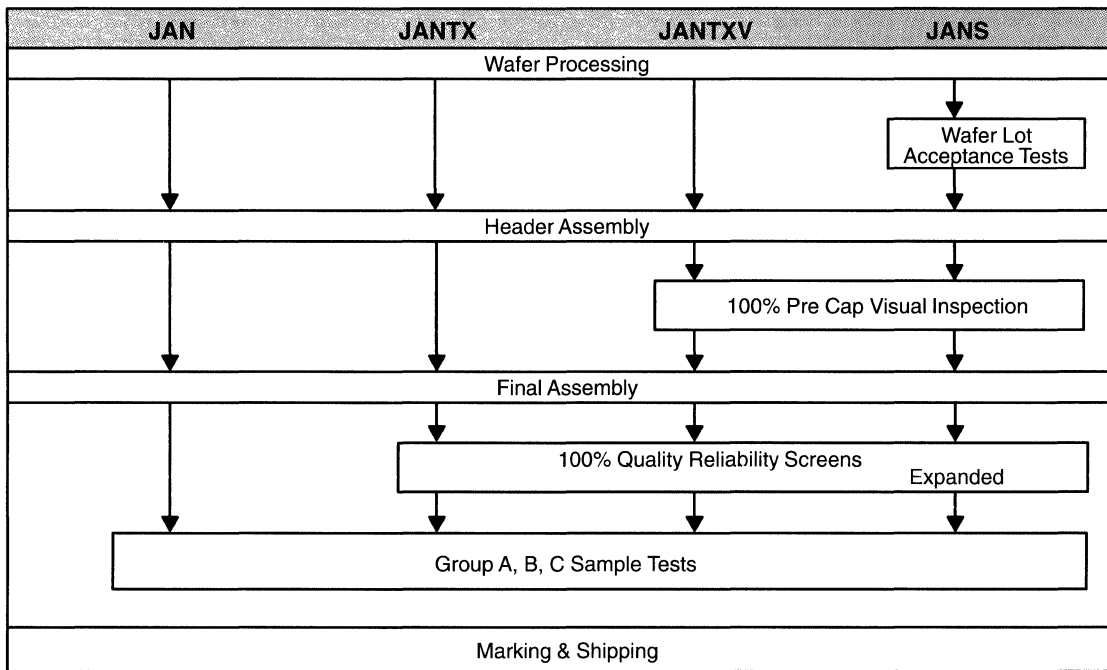 JAN JANTX JANTXV JANS
Wafer Processing
Wafer Lot
Acceptance Tests
Header Assembly
100% Pre Cap Visual Inspection
Final Assembly
100% Quality Reliability Screens
Expanded
Group A, B, C Sample Tests
Marking & Shipping